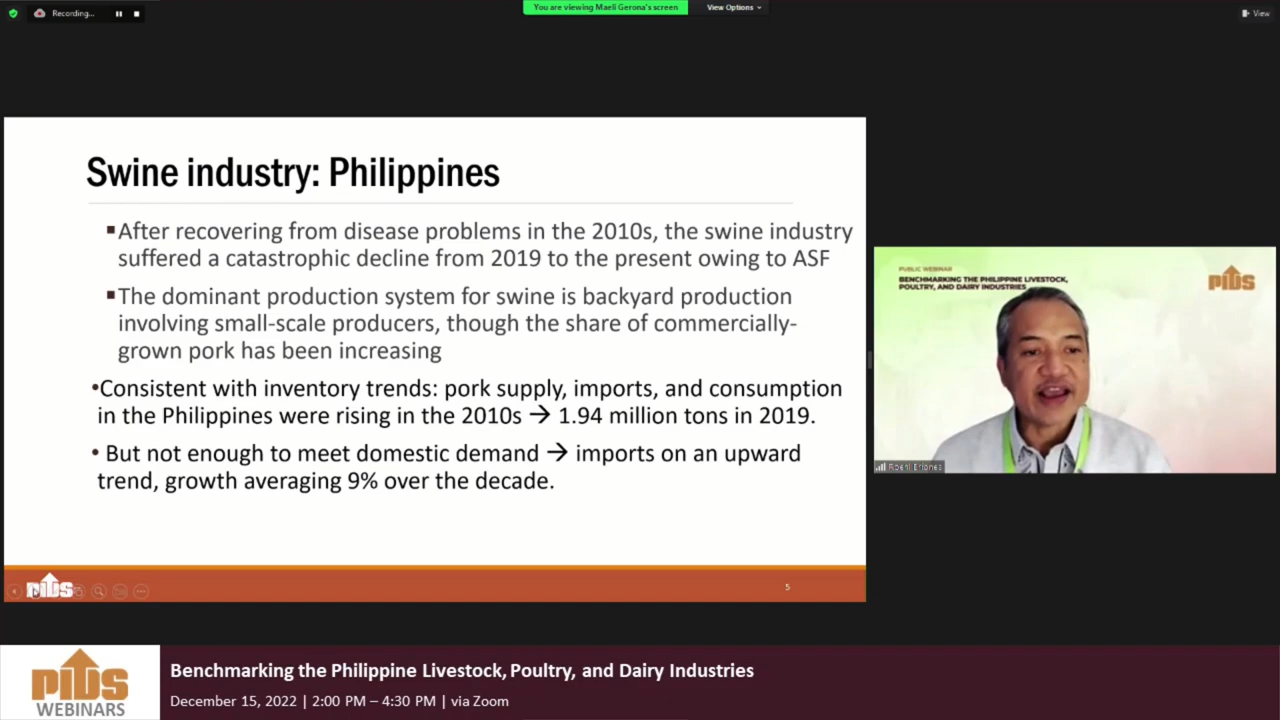 Recording...
You are viewing Maeli Gerona's screen
View Options
View
Swine industry: Philippines
▪After recovering from disease problems in the 2010s, the swine industry
suffered a catastrophic decline from 2019 to the present owing to ASF
▪The dominant production system for swine is backyard production
involving small-scale producers, though the share of commercially-
grown pork has been increasing
•Consistent with inventory trends: pork supply, imports, and consumption
in the Philippines were rising in the 2010s → 1.94 million tons in 2019.
• But not enough to meet domestic demand → imports on an upward
trend, growth averaging 9% over the decade.
pids
5
PUBLIC WEBINAR
BENCHMARKING THE PHILIPPINE LIVESTOCK,
POULTRY, AND DAIRY INDUSTRIES
pids
Roehl Briones
pids
WEBINARS
Benchmarking the Philippine Livestock, Poultry, and Dairy Industries
December 15, 2022 | 2:00 PM – 4:30 PM | via Zoom